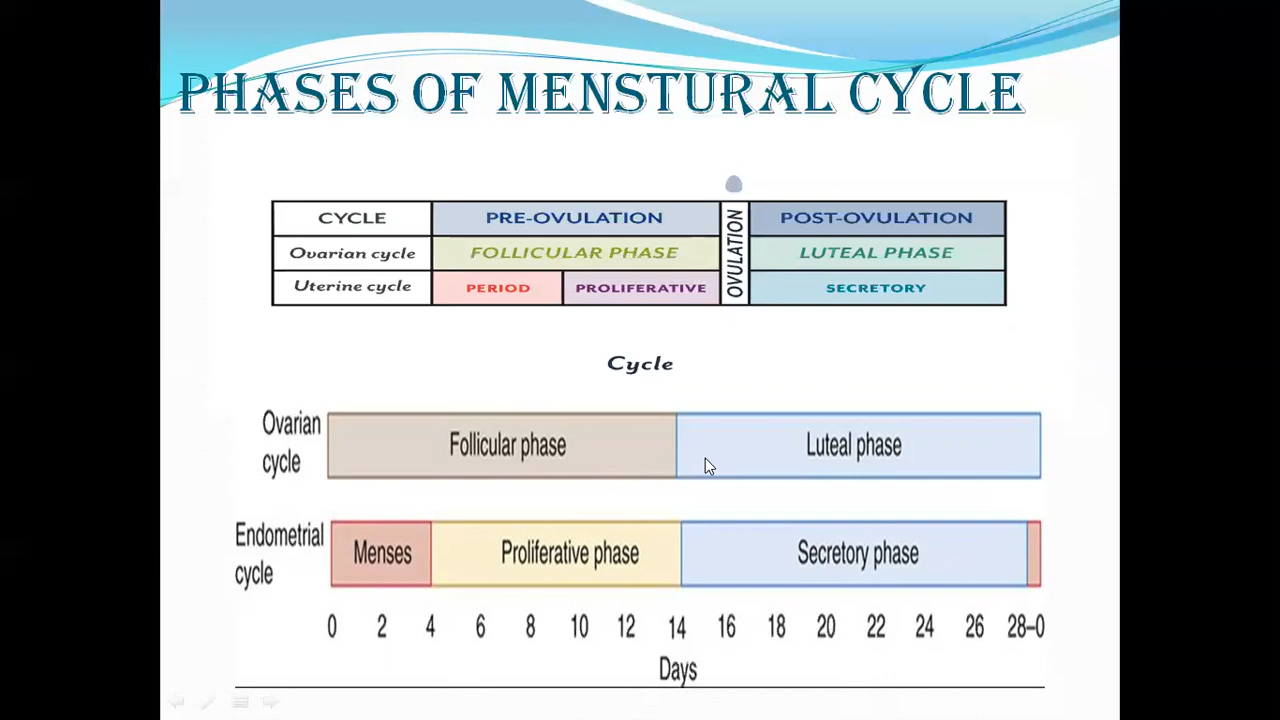 PHASES OF MENSTURAL CYCLE
CYCLE PRE-OVULATION OVULATION POST-OVULATION
Ovarian cycle FOLLICULAR PHASE LUTEAL PHASE
Uterine cycle PERIOD PROLIFERATIVE SECRETORY
Cycle
Ovarian cycle Follicular phase Luteal phase
Endometrial cycle Menses Proliferative phase Secretory phase
0 2 4 6 8 10 12 14 16 18 20 22 24 26 28–0
Days